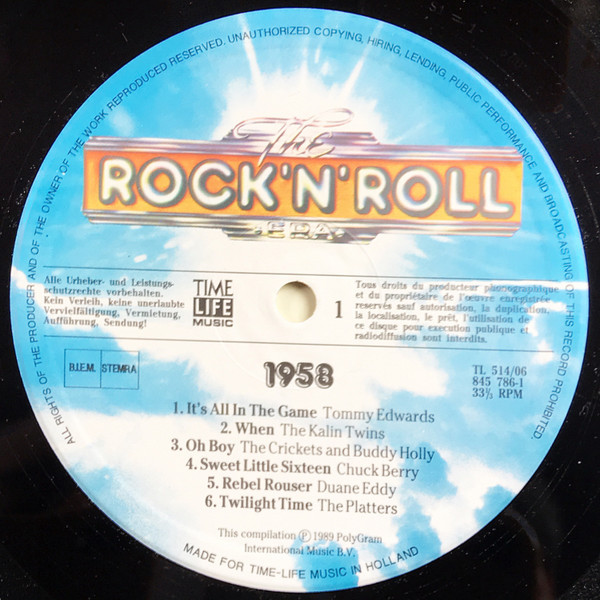 ALL RIGHTS OF THE PRODUCER AND OF THE OWNER OF THE WORK REPRODUCED RESERVED. UNAUTHORIZED COPYING, HIRING, LENDING, PUBLIC PERFORMANCE AND BROADCASTING OF THIS RECORD PROHIBITED.
The
ROCK'N'ROLL
·ERA·
Alle Urheber- und Leistungs-
schutzrechte vorbehalten.
Kein Verleih, keine unerlaubte
Vervielfältigung, Vermietung,
Aufführung, Sendung!
TIME
LIFE
MUSIC
1
Tous droits du producteur phonographique
et du propriétaire de l'œuvre enregistrée
reservés sauf autorisation, la duplication,
la localisation, le prêt, l'utilisation de
ce disque pour execution publique et
radiodiffusion sont interdits.
B.I.E.M. STEMRA
1958
TL 514/06
845 786-1
33⅓ RPM
1. It's All In The Game Tommy Edwards
2. When The Kalin Twins
3. Oh Boy The Crickets and Buddy Holly
4. Sweet Little Sixteen Chuck Berry
5. Rebel Rouser Duane Eddy
6. Twilight Time The Platters
This compilation ℗ 1989 PolyGram
International Music B.V.
MADE FOR TIME-LIFE MUSIC IN HOLLAND